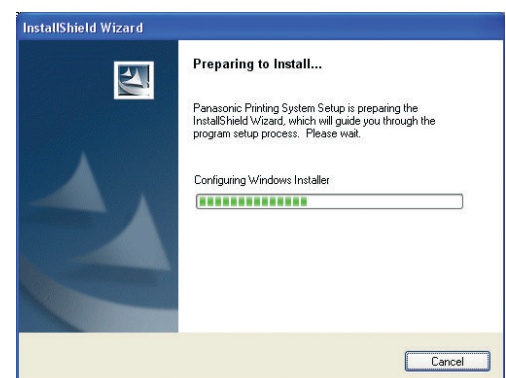 InstallShield Wizard
Preparing to Install...
Panasonic Printing System Setup is preparing the
InstallShield Wizard, which will guide you through the
program setup process. Please wait.
Configuring Windows Installer
Cancel